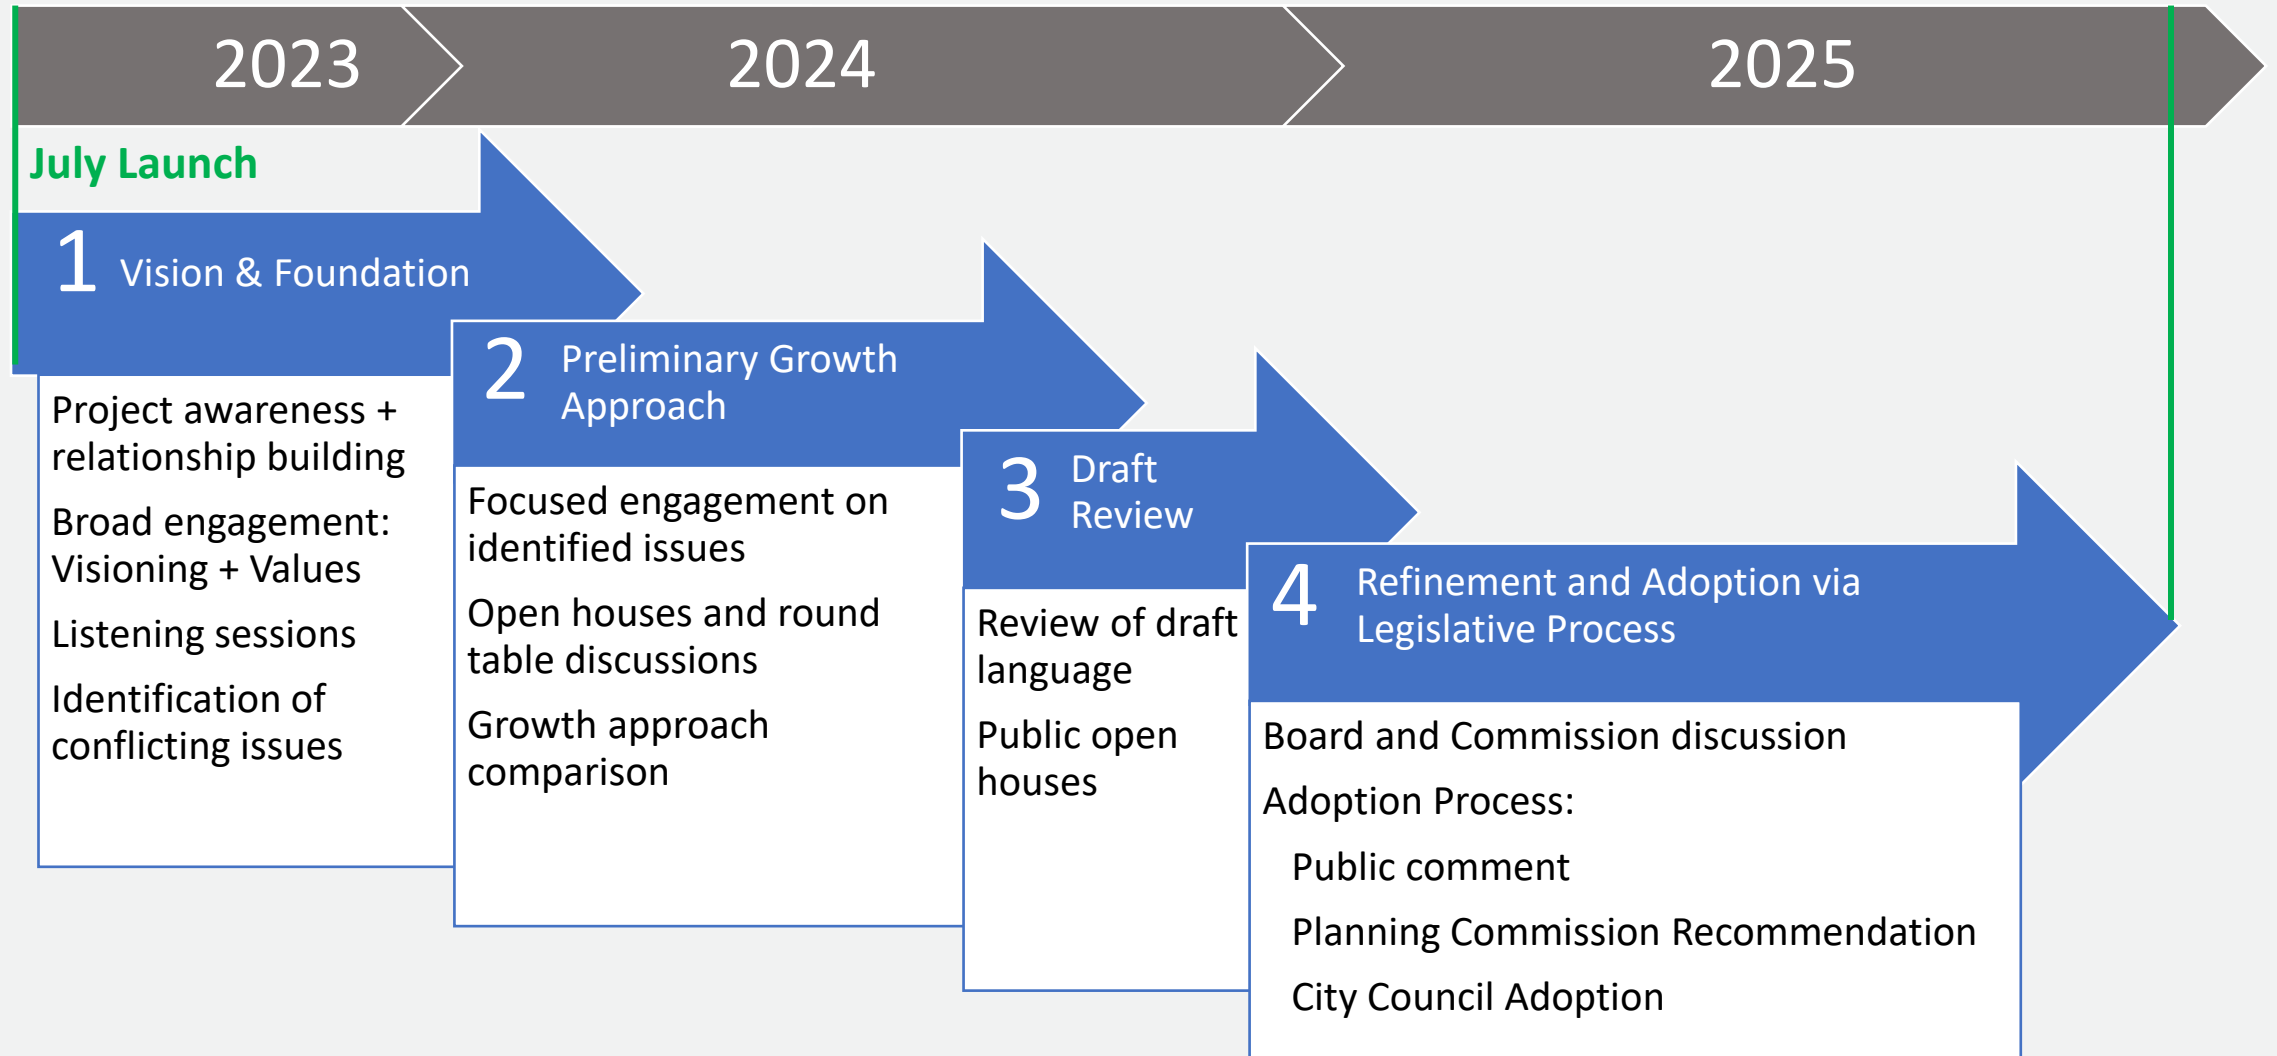 2023
2024
2025
July Launch
1 Vision & Foundation
Project awareness +
relationship building
Broad engagement:
Visioning + Values
Listening sessions
Identification of
conflicting issues
2 Preliminary Growth
Approach
Focused engagement on
identified issues
Open houses and round
table discussions
Growth approach
comparison
3 Draft
Review
Review of draft
language
Public open
houses
4 Refinement and Adoption via
Legislative Process
Board and Commission discussion
Adoption Process:
Public comment
Planning Commission Recommendation
City Council Adoption